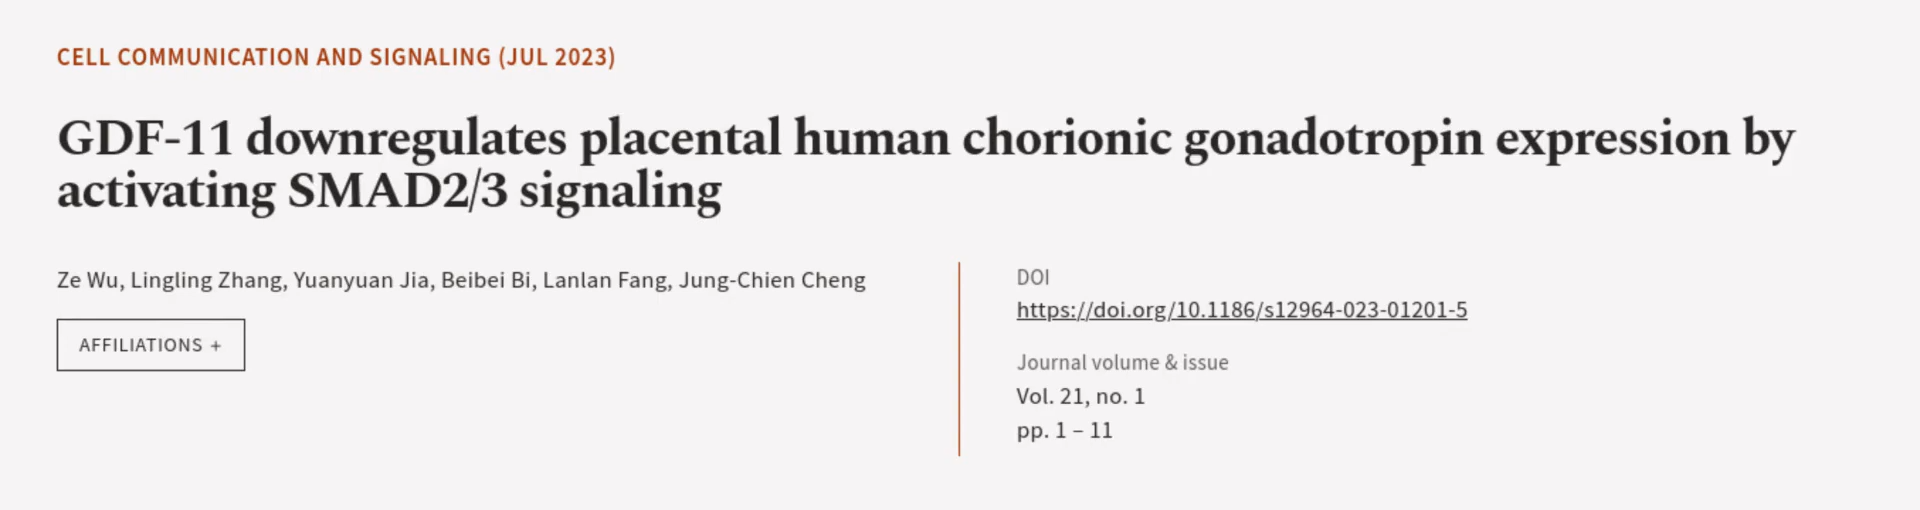 CELL COMMUNICATION AND SIGNALING (JUL 2023)
GDF-11 downregulates placental human chorionic gonadotropin expression by
activating SMAD2/3 signaling
Ze Wu, Lingling Zhang, Yuanyuan Jia, Beibei Bi, Lanlan Fang, Jung-Chien Cheng
AFFILIATIONS +
DOI
https://doi.org/10.1186/s12964-023-01201-5
Journal volume & issue
Vol. 21, no. 1
pp. 1 – 11